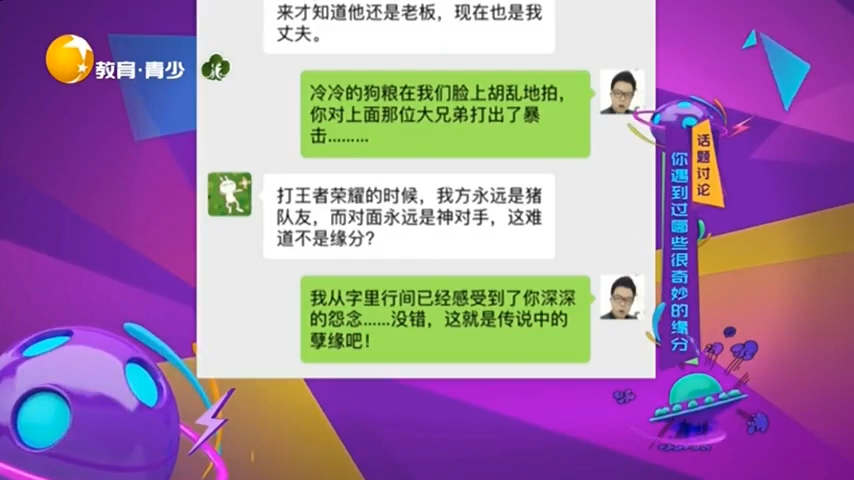 来才知道他还是老板，现在也是我
丈夫。
教育·青少
冷冷的狗粮在我们脸上胡乱地拍，
你对上面那位大兄弟打出了暴
击………
打王者荣耀的时候，我方永远是猪
队友，而对面永远是神对手，这难
道不是缘分？
我从字里行间已经感受到了你深深
的怨念……没错，这就是传说中的
孽缘吧！
话题讨论
你遇到过哪些很奇妙的缘分